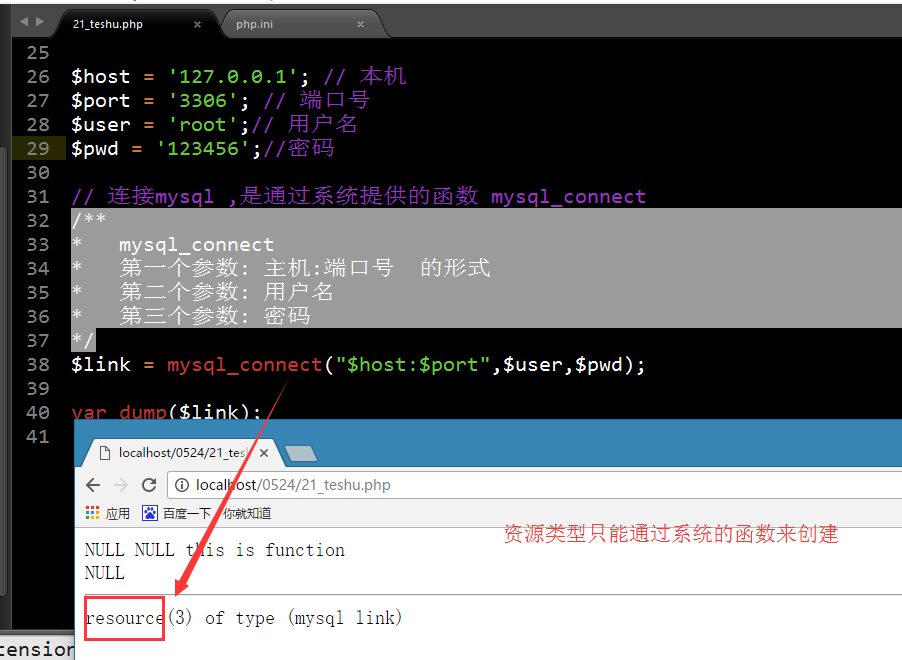 21_teshu.php × php.ini ×
25
26 $host = '127.0.0.1'; // 本机
27 $port = '3306'; // 端口号
28 $user = 'root';// 用户名
29 $pwd = '123456';//密码
30
31 // 连接mysql ,是通过系统提供的函数 mysql_connect
32 /**
33 * mysql_connect
34 * 第一个参数: 主机:端口号 的形式
35 * 第二个参数: 用户名
36 * 第三个参数: 密码
37 */
38 $link = mysql_connect("$host:$port",$user,$pwd);
39
40 var_dump($link);
41
localhost/0524/21_tesh ×
localhost/0524/21_teshu.php
应用 百度一下，你就知道
资源类型只能通过系统的函数来创建
NULL NULL this is function
NULL
resource(3) of type (mysql link)
tension